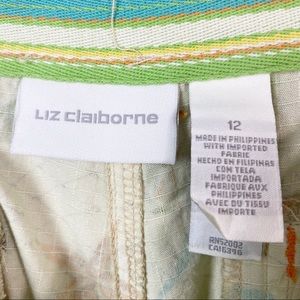 LIZ CLAIBORNE
12
MADE IN PHILIPPINES
WITH IMPORTED
FABRIC
HECHO EN FILIPINAS
CON TELA
IMPORTADA
FABRIQUE AUX
PHILIPPINES
AVEC DU TISSU
IMPORTE
RN52002
CA16396